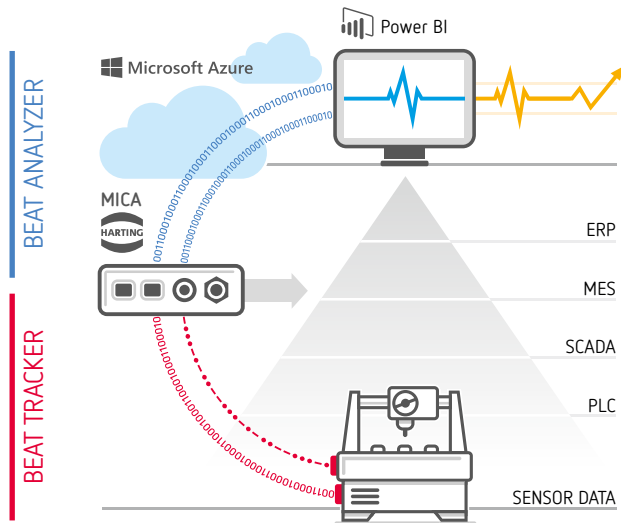 Power BI
Microsoft Azure
BEAT ANALYZER
MICA
HARTING
ERP
MES
SCADA
PLC
BEAT TRACKER
SENSOR DATA